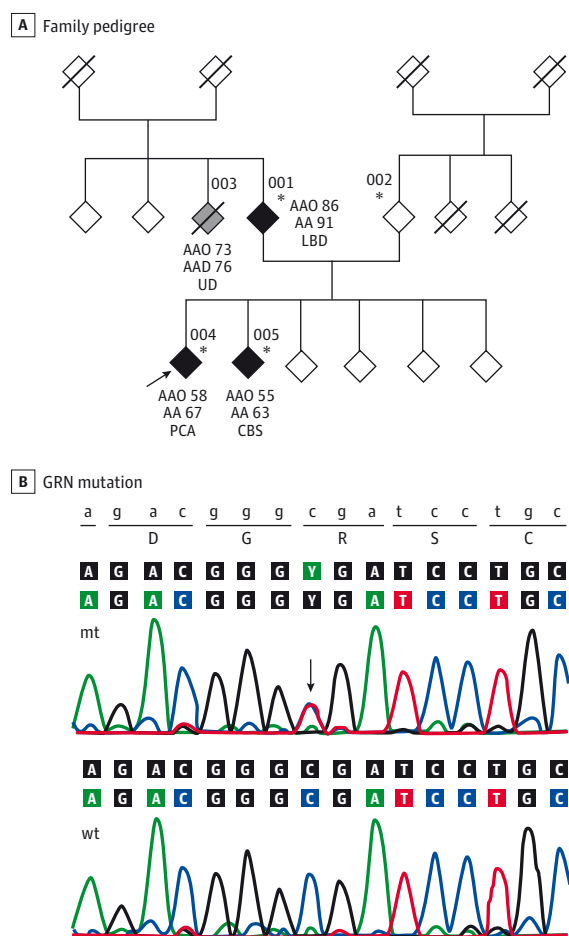 A Family pedigree
003
001
*
002
*
AAO 86
AA 91
LBD
AAO 73
AAD 76
UD
004
*
005
*
AAO 58
AA 67
PCA
AAO 55
AA 63
CBS
B GRN mutation
a g a c g g g c g a t c c t g c
D G R S C
A G A C G G G Y G A T C C T G C
A G A C G G G Y G A T C C T G C
mt
A G A C G G G C G A T C C T G C
A G A C G G G C G A T C C T G C
wt